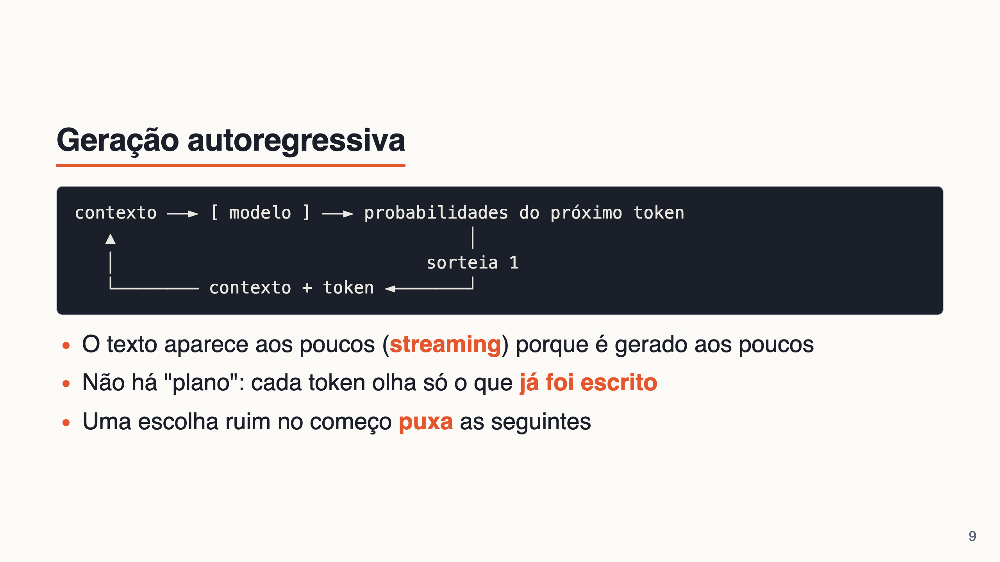 Geração autoregressiva
contexto ──► [ modelo ] ──► probabilidades do próximo token
sorteia 1
contexto + token ◄
• O texto aparece aos poucos (streaming) porque é gerado aos poucos
• Não há "plano": cada token olha só o que já foi escrito
• Uma escolha ruim no começo puxa as seguintes
9